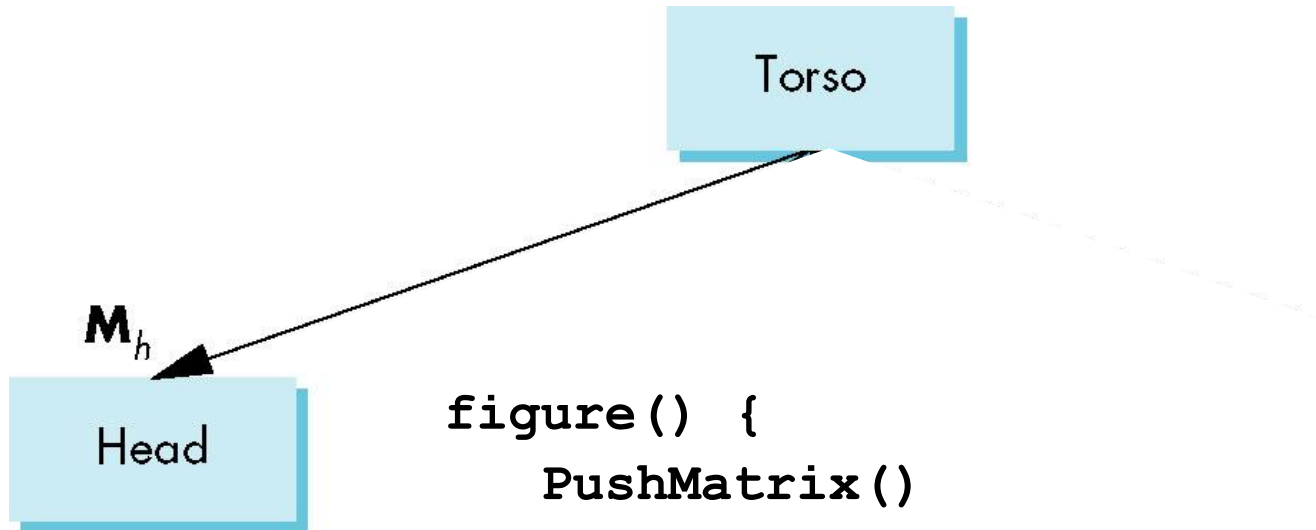 Torso
M_h
Head
figure() {
PushMatrix()